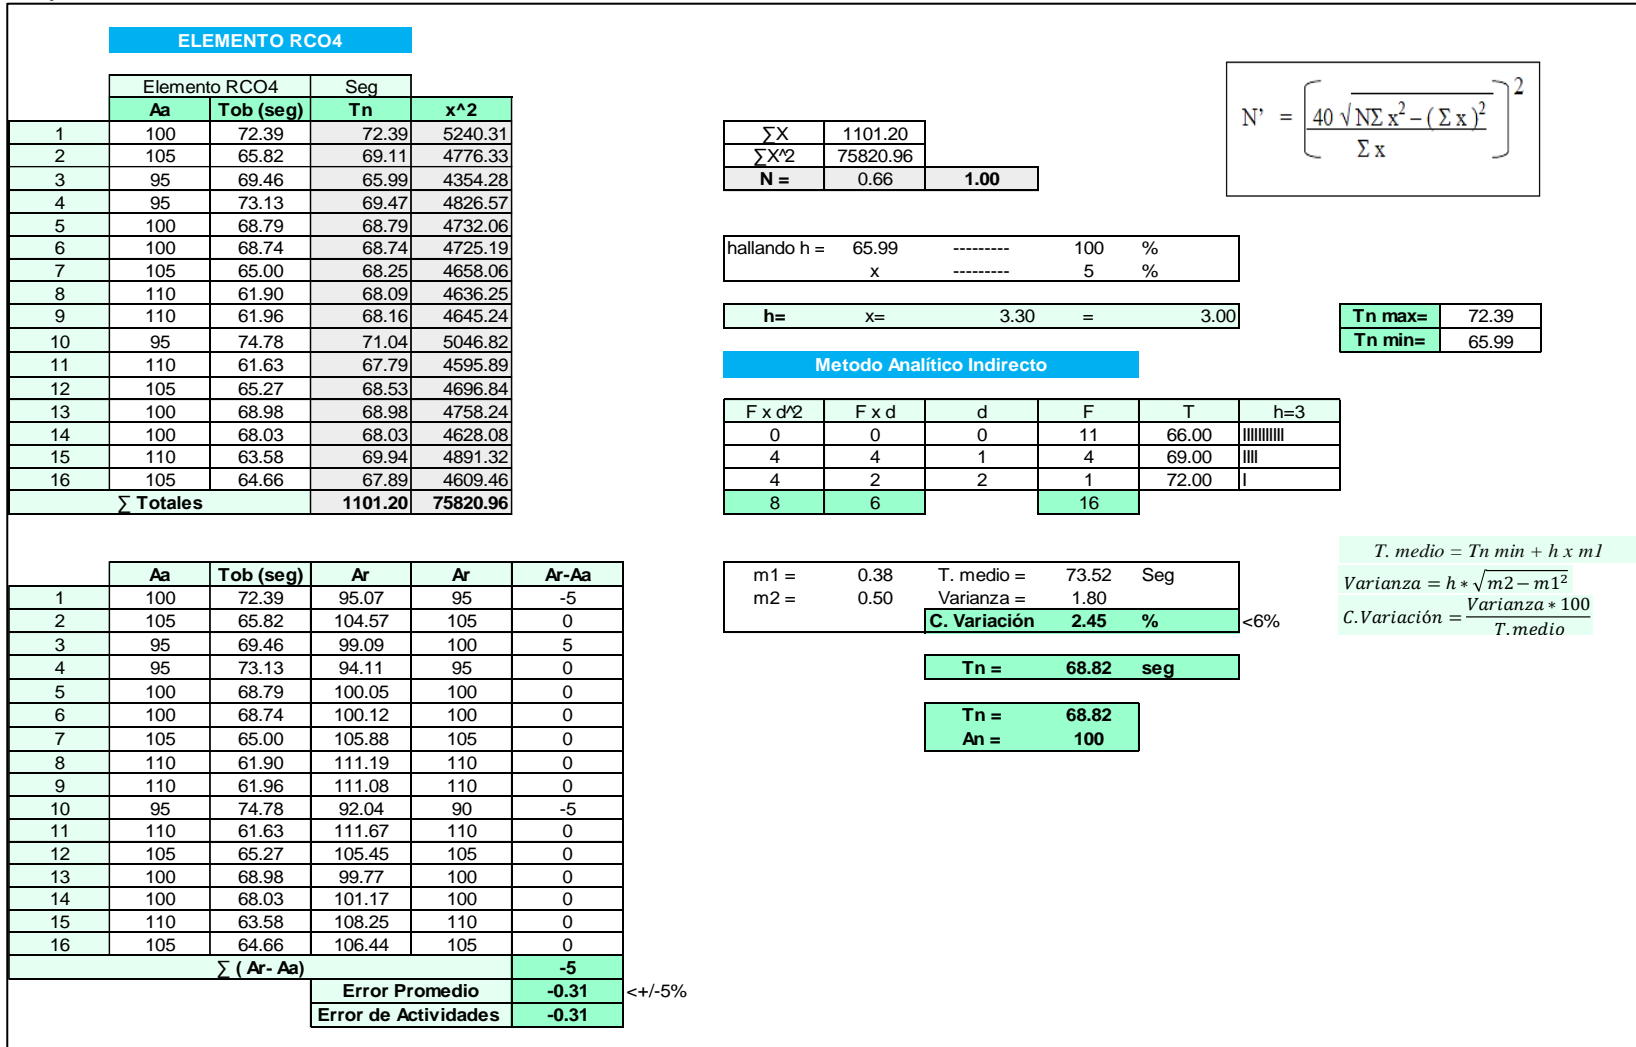 ELEMENTO RCO4
Elemento RCO4 Seg
Aa Tob (seg) Tn x^2
1 100 72.39 72.39 5240.31
2 105 65.82 69.11 4776.33
3 95 69.46 65.99 4354.28
4 95 73.13 69.47 4826.57
5 100 68.79 68.79 4732.06
6 100 68.74 68.74 4725.19
7 105 65.00 68.25 4658.06
8 110 61.90 68.09 4636.25
9 110 61.96 68.16 4645.24
10 95 74.78 71.04 5046.82
11 110 61.63 67.79 4595.89
12 105 65.27 68.53 4696.84
13 100 68.98 68.98 4758.24
14 100 68.03 68.03 4628.08
15 110 63.58 69.94 4891.32
16 105 64.66 67.89 4609.46
∑ Totales 1101.20 75820.96
∑X 1101.20
∑X^2 75820.96
N = 0.66 1.00
N' = [ 40 √ NΣ x² – ( Σ x )² / Σ x ] 2
hallando h = 65.99 --------- 100 %
x --------- 5 %
h= x= 3.30 = 3.00
Tn max= 72.39
Tn min= 65.99
Metodo Analítico Indirecto
F x d^2 F x d d F T h=3
0 0 0 11 66.00 IIIIIIIIIII
4 4 1 4 69.00 IIII
4 2 2 1 72.00 I
8 6 16
m1 = 0.38 T. medio = 73.52 Seg
m2 = 0.50 Varianza = 1.80
C. Variación 2.45 % <6%
Tn = 68.82 seg
Tn = 68.82
An = 100
T. medio = Tn min + h x m1
Varianza = h ∗ √m2 − m1²
C.Variación = Varianza ∗ 100 / T.medio
Aa Tob (seg) Ar Ar Ar-Aa
1 100 72.39 95.07 95 -5
2 105 65.82 104.57 105 0
3 95 69.46 99.09 100 5
4 95 73.13 94.11 95 0
5 100 68.79 100.05 100 0
6 100 68.74 100.12 100 0
7 105 65.00 105.88 105 0
8 110 61.90 111.19 110 0
9 110 61.96 111.08 110 0
10 95 74.78 92.04 90 -5
11 110 61.63 111.67 110 0
12 105 65.27 105.45 105 0
13 100 68.98 99.77 100 0
14 100 68.03 101.17 100 0
15 110 63.58 108.25 110 0
16 105 64.66 106.44 105 0
∑ ( Ar- Aa) -5
Error Promedio -0.31 <+/-5%
Error de Actividades -0.31